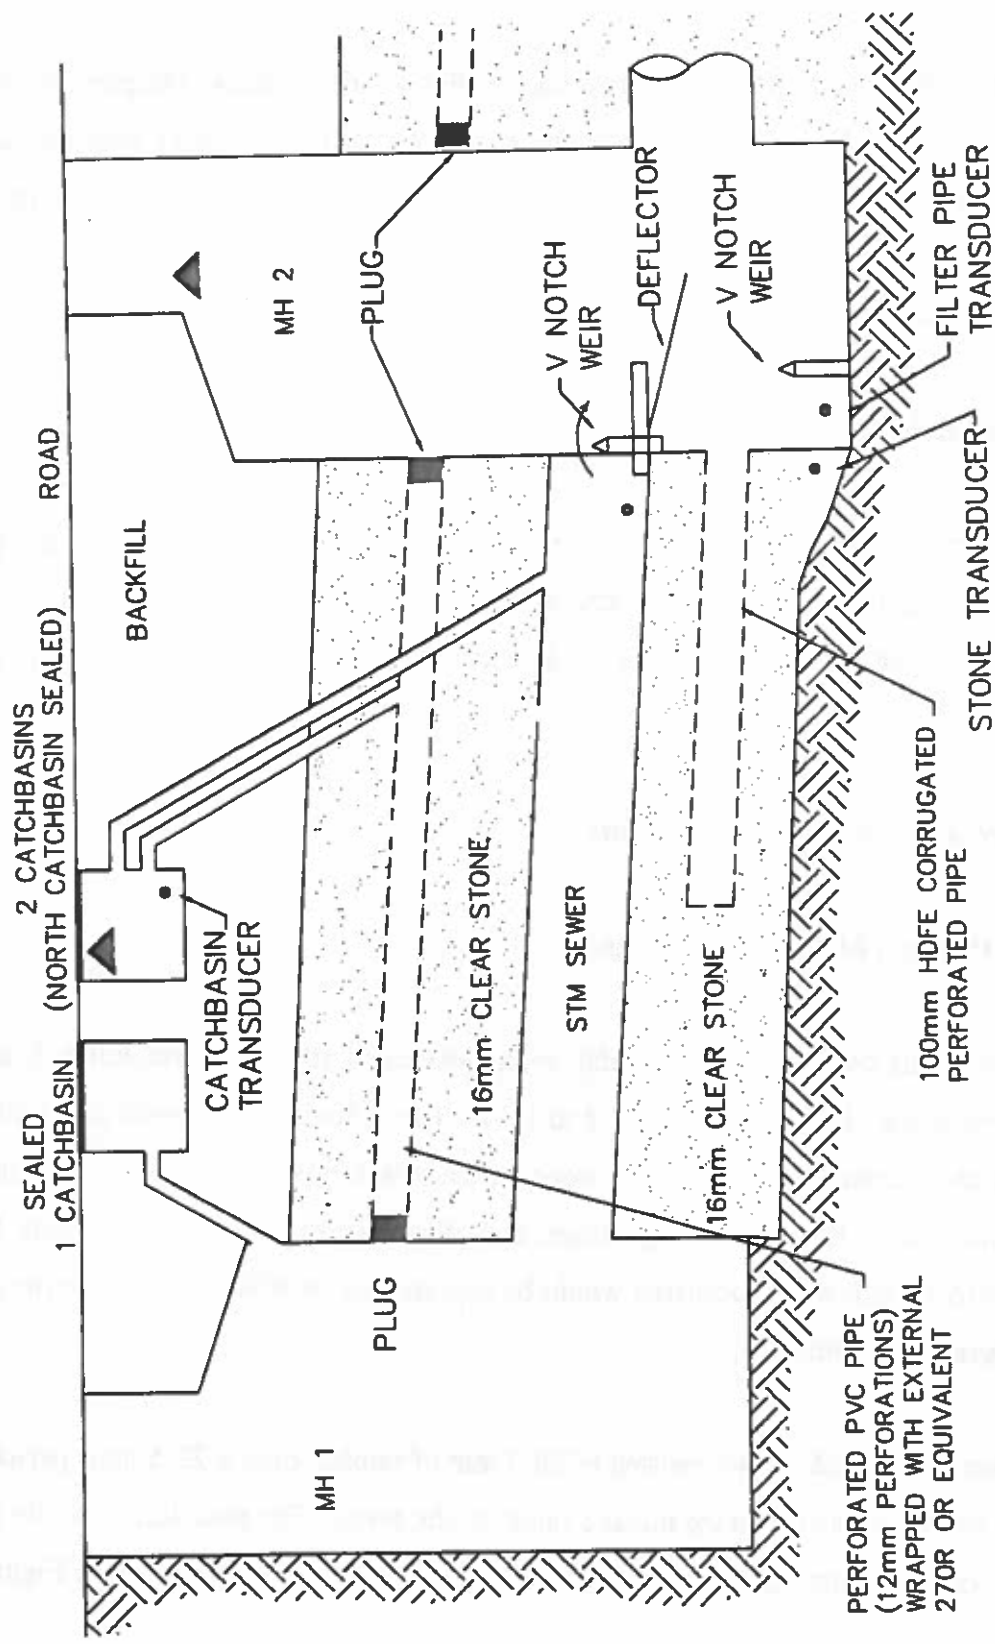 SEALED
1 CATCHBASIN
2 CATCHBASINS
(NORTH CATCHBASIN SEALED)
ROAD
BACKFILL
CATCHBASIN
TRANSDUCER
MH 1
MH 2
PLUG
PLUG
16mm CLEAR STONE
STM SEWER
16mm CLEAR STONE
V NOTCH
WEIR
DEFLECTOR
V NOTCH
WEIR
PERFORATED PVC PIPE
(12mm PERFORATIONS)
WRAPPED WITH EXTERNAL
270R OR EQUIVALENT
100mm HDFE CORRUGATED
PERFORATED PIPE
STONE TRANSDUCER
FILTER PIPE
TRANSDUCER